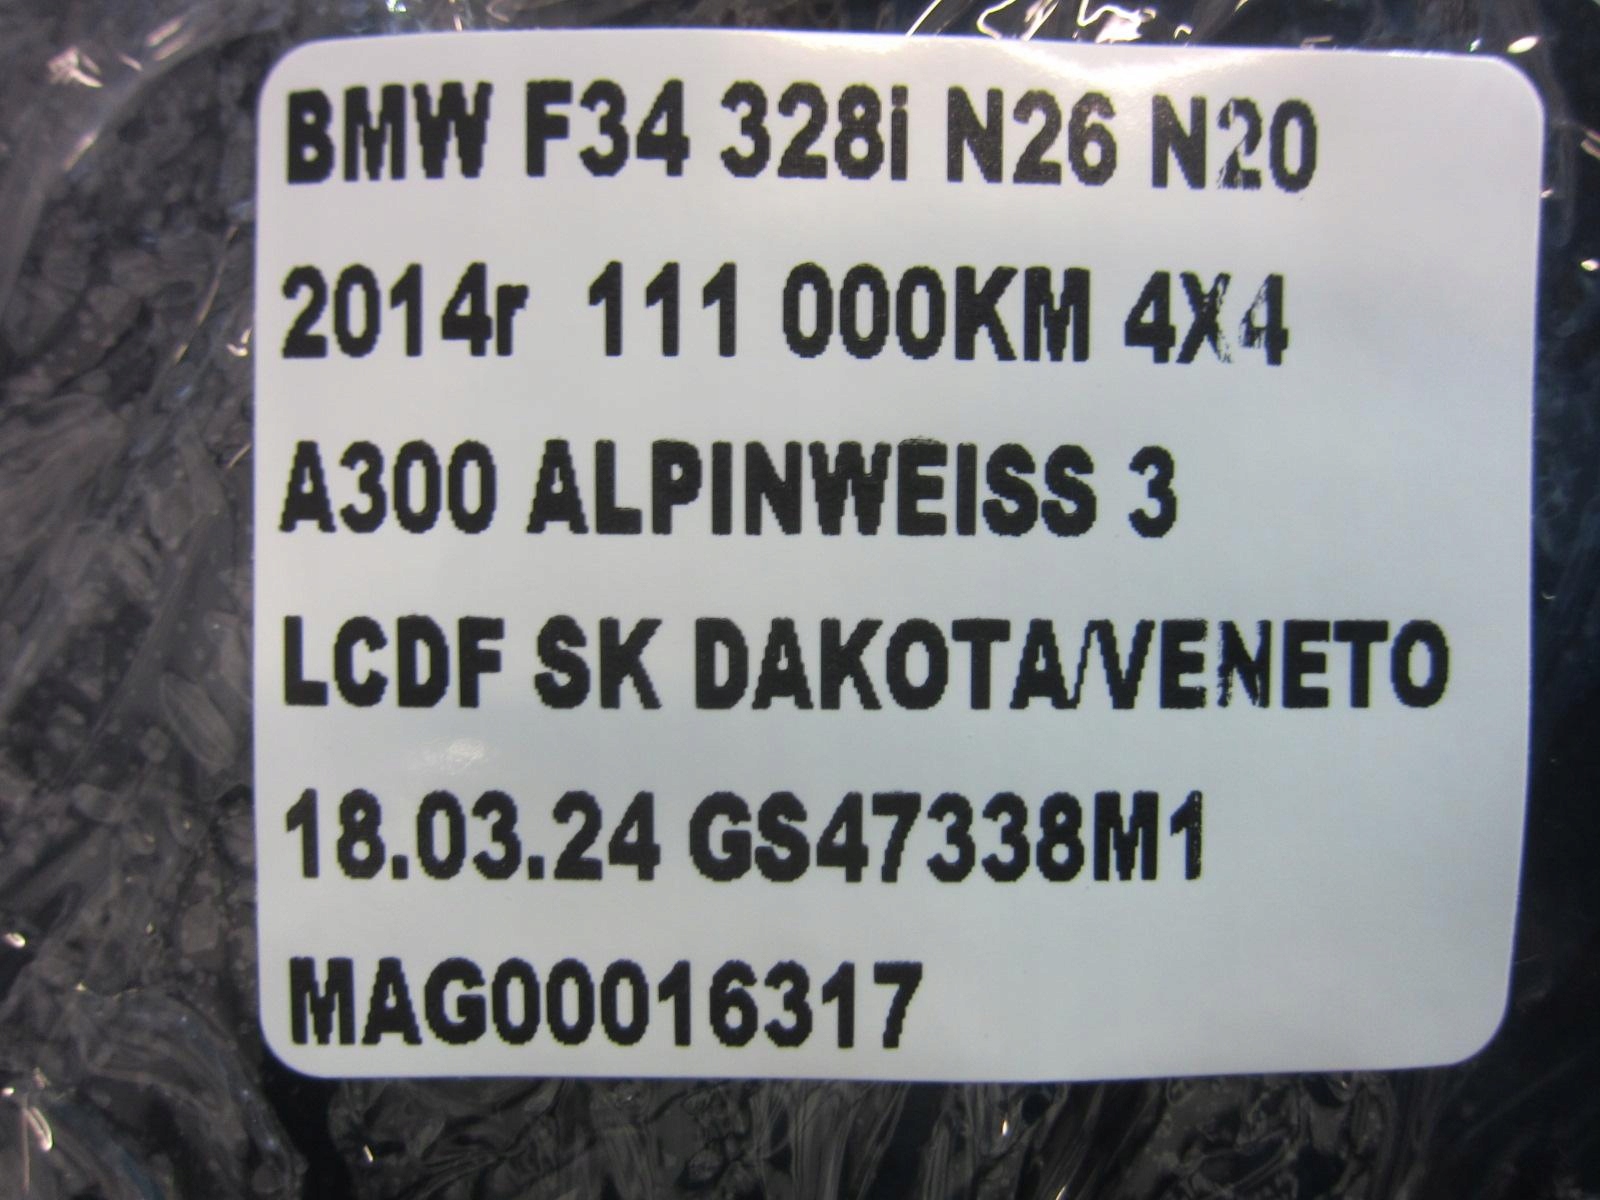 BMW F34 328i N26 N20
2014r 111 000KM 4X4
A300 ALPINWEISS 3
LCDF SK DAKOTA/VENETO
18.03.24 GS47338M1
MAG00016317